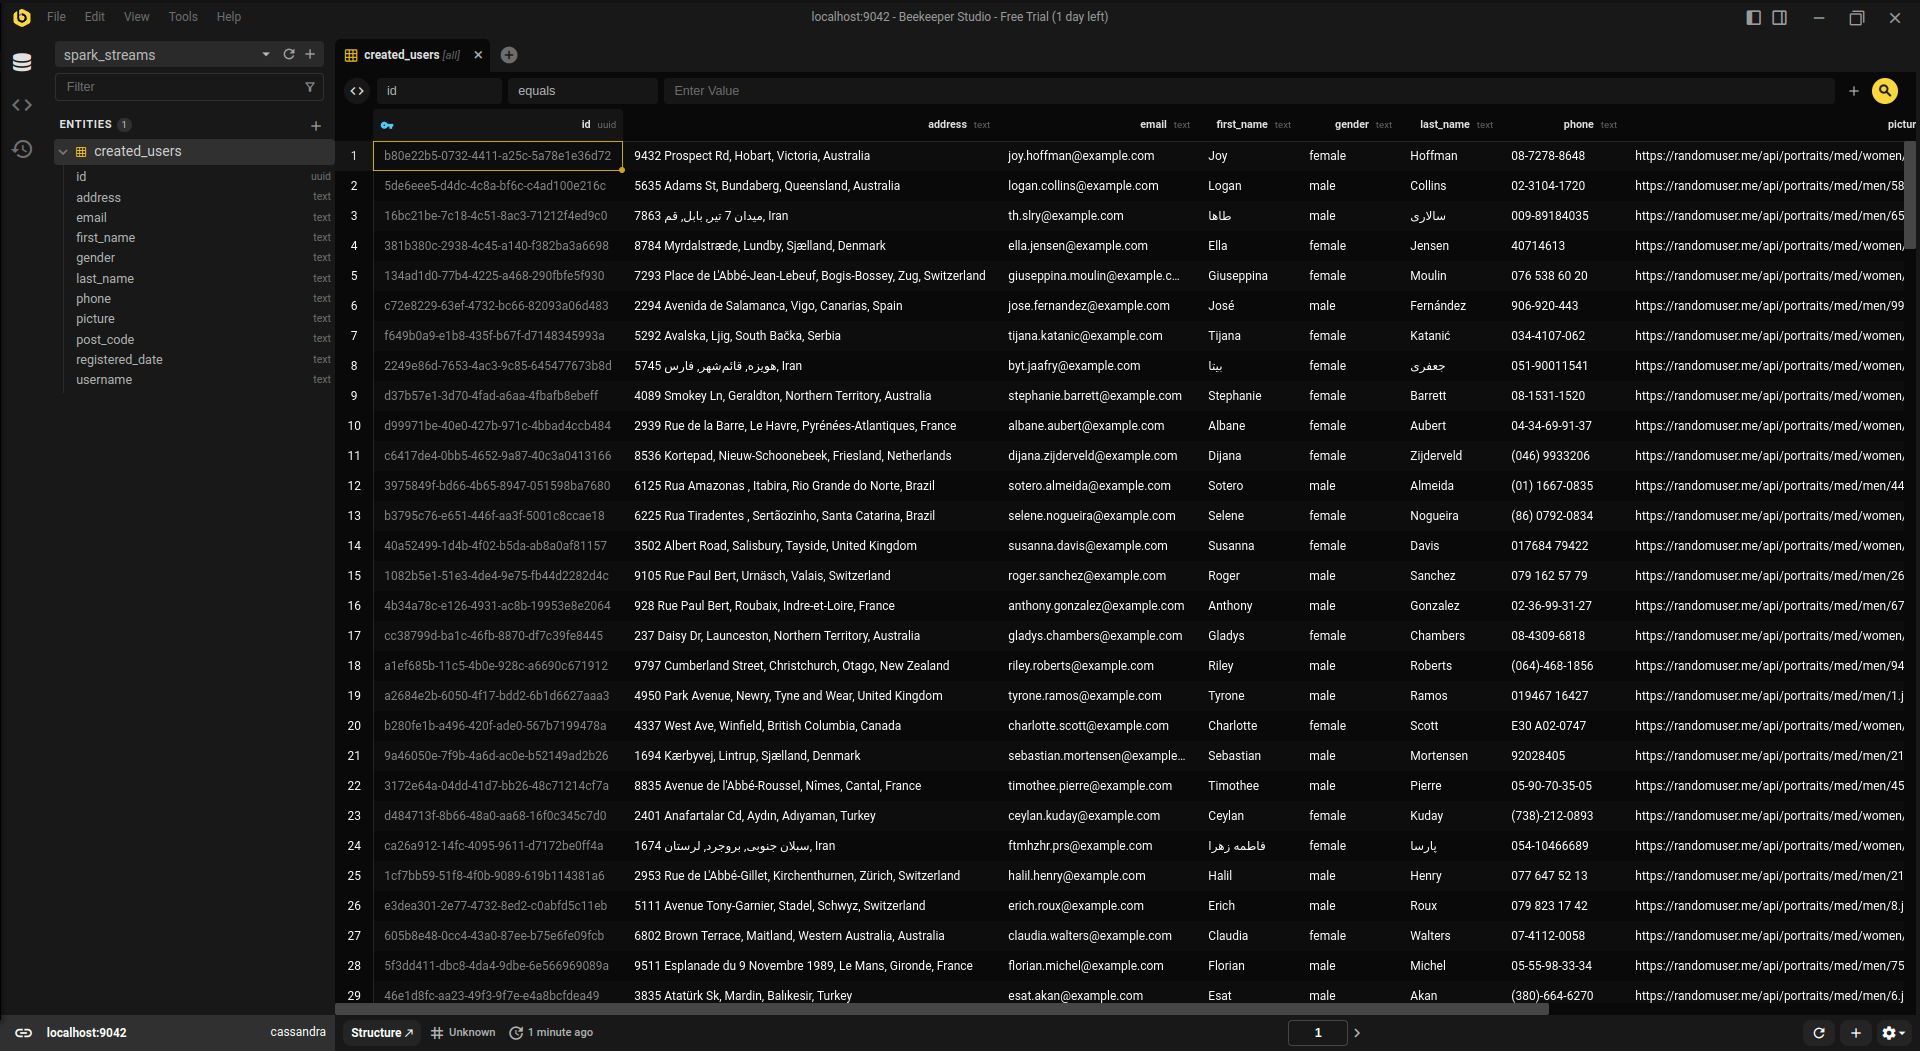 File Edit View Tools Help
localhost:9042 - Beekeeper Studio - Free Trial (1 day left)
spark_streams
Filter
ENTITIES 1
created_users
id uuid
address text
email text
first_name text
gender text
last_name text
phone text
picture text
post_code text
registered_date text
username text
created_users [all]
id equals Enter Value
id uuid address text email text first_name text gender text last_name text phone text pictur
1 b80e22b5-0732-4411-a25c-5a78e1e36d72 9432 Prospect Rd, Hobart, Victoria, Australia joy.hoffman@example.com Joy female Hoffman 08-7278-8648 https://randomuser.me/api/portraits/med/women/
2 5de6eee5-d4dc-4c8a-bf6c-c4ad100e216c 5635 Adams St, Bundaberg, Queensland, Australia logan.collins@example.com Logan male Collins 02-3104-1720 https://randomuser.me/api/portraits/med/men/58
3 16bc21be-7c18-4c51-8ac3-71212f4ed9c0 7863 میدان 7 تیر, بابل, قم, Iran th.slry@example.com طاها male سالاری 009-89184035 https://randomuser.me/api/portraits/med/men/65
4 381b380c-2938-4c45-a140-f382ba3a6698 8784 Myrdalstræde, Lundby, Sjælland, Denmark ella.jensen@example.com Ella female Jensen 40714613 https://randomuser.me/api/portraits/med/women/
5 134ad1d0-77b4-4225-a468-290fbfe5f930 7293 Place de L'Abbé-Jean-Lebeuf, Bogis-Bossey, Zug, Switzerland giuseppina.moulin@example.c… Giuseppina female Moulin 076 538 60 20 https://randomuser.me/api/portraits/med/women/
6 c72e8229-63ef-4732-bc66-82093a06d483 2294 Avenida de Salamanca, Vigo, Canarias, Spain jose.fernandez@example.com José male Fernández 906-920-443 https://randomuser.me/api/portraits/med/men/99
7 f649b0a9-e1b8-435f-b67f-d7148345993a 5292 Avalska, Ljig, South Bačka, Serbia tijana.katanic@example.com Tijana female Katanić 034-4107-062 https://randomuser.me/api/portraits/med/women/
8 2249e86d-7653-4ac3-9c85-645477673b8d 5745 هویزه, قائم‌شهر, فارس, Iran byt.jaafry@example.com بیتا female جعفری 051-90011541 https://randomuser.me/api/portraits/med/women/
9 d37b57e1-3d70-4fad-a6aa-4fbafb8ebeff 4089 Smokey Ln, Geraldton, Northern Territory, Australia stephanie.barrett@example.com Stephanie female Barrett 08-1531-1520 https://randomuser.me/api/portraits/med/women/
10 d99971be-40e0-427b-971c-4bbad4ccb484 2939 Rue de la Barre, Le Havre, Pyrénées-Atlantiques, France albane.aubert@example.com Albane female Aubert 04-34-69-91-37 https://randomuser.me/api/portraits/med/women/
11 c6417de4-0bb5-4652-9a87-40c3a0413166 8536 Kortepad, Nieuw-Schoonebeek, Friesland, Netherlands dijana.zijderveld@example.com Dijana female Zijderveld (046) 9933206 https://randomuser.me/api/portraits/med/women/
12 3975849f-bd66-4b65-8947-051598ba7680 6125 Rua Amazonas , Itabira, Rio Grande do Norte, Brazil sotero.almeida@example.com Sotero male Almeida (01) 1667-0835 https://randomuser.me/api/portraits/med/men/44
13 b3795c76-e651-446f-aa3f-5001c8ccae18 6225 Rua Tiradentes , Sertãozinho, Santa Catarina, Brazil selene.nogueira@example.com Selene female Nogueira (86) 0792-0834 https://randomuser.me/api/portraits/med/women/
14 40a52499-1d4b-4f02-b5da-ab8a0af81157 3502 Albert Road, Salisbury, Tayside, United Kingdom susanna.davis@example.com Susanna female Davis 017684 79422 https://randomuser.me/api/portraits/med/women/
15 1082b5e1-51e3-4de4-9e75-fb44d2282d4c 9105 Rue Paul Bert, Urnäsch, Valais, Switzerland roger.sanchez@example.com Roger male Sanchez 079 162 57 79 https://randomuser.me/api/portraits/med/men/26
16 4b34a78c-e126-4931-ac8b-19953e8e2064 928 Rue Paul Bert, Roubaix, Indre-et-Loire, France anthony.gonzalez@example.com Anthony male Gonzalez 02-36-99-31-27 https://randomuser.me/api/portraits/med/men/67
17 cc38799d-ba1c-46fb-8870-df7c39fe8445 237 Daisy Dr, Launceston, Northern Territory, Australia gladys.chambers@example.com Gladys female Chambers 08-4309-6818 https://randomuser.me/api/portraits/med/women/
18 a1ef685b-11c5-4b0e-928c-a6690c671912 9797 Cumberland Street, Christchurch, Otago, New Zealand riley.roberts@example.com Riley male Roberts (064)-468-1856 https://randomuser.me/api/portraits/med/men/94
19 a2684e2b-6050-4f17-bdd2-6b1d6627aaa3 4950 Park Avenue, Newry, Tyne and Wear, United Kingdom tyrone.ramos@example.com Tyrone male Ramos 019467 16427 https://randomuser.me/api/portraits/med/men/1.j
20 b280fe1b-a496-420f-ade0-567b7199478a 4337 West Ave, Winfield, British Columbia, Canada charlotte.scott@example.com Charlotte female Scott E30 A02-0747 https://randomuser.me/api/portraits/med/women/
21 9a46050e-7f9b-4a6d-ac0e-b52149ad2b26 1694 Kærbyvej, Lintrup, Sjælland, Denmark sebastian.mortensen@example… Sebastian male Mortensen 92028405 https://randomuser.me/api/portraits/med/men/21
22 3172e64a-04dd-41d7-bb26-48c71214cf7a 8835 Avenue de l'Abbé-Roussel, Nîmes, Cantal, France timothee.pierre@example.com Timothee male Pierre 05-90-70-35-05 https://randomuser.me/api/portraits/med/men/45
23 d484713f-8b66-48a0-aa68-16f0c345c7d0 2401 Anafartalar Cd, Aydın, Adıyaman, Turkey ceylan.kuday@example.com Ceylan female Kuday (738)-212-0893 https://randomuser.me/api/portraits/med/women/
24 ca26a912-14fc-4095-9611-d7172be0ff4a 1674 سبلان جنوبی, بروجرد, لرستان, Iran ftmhzhr.prs@example.com فاطمه زهرا female پارسا 054-10466689 https://randomuser.me/api/portraits/med/women/
25 1cf7bb59-51f8-4f0b-9089-619b114381a6 2953 Rue de L'Abbé-Gillet, Kirchenthurnen, Zürich, Switzerland halil.henry@example.com Halil male Henry 077 647 52 13 https://randomuser.me/api/portraits/med/men/21
26 e3dea301-2e77-4732-8ed2-c0abfd5c11eb 5111 Avenue Tony-Garnier, Stadel, Schwyz, Switzerland erich.roux@example.com Erich male Roux 079 823 17 42 https://randomuser.me/api/portraits/med/men/8.j
27 605b8e48-0cc4-43a0-87ee-b75e6fe09fcb 6802 Brown Terrace, Maitland, Western Australia, Australia claudia.walters@example.com Claudia female Walters 07-4112-0058 https://randomuser.me/api/portraits/med/women/
28 5f3dd411-dbc8-4da4-9dbe-6e566969089a 9511 Esplanade du 9 Novembre 1989, Le Mans, Gironde, France florian.michel@example.com Florian male Michel 05-55-98-33-34 https://randomuser.me/api/portraits/med/men/75
29 46e1d8fc-aa23-49f3-9f7e-e4a8bcfdea49 3835 Atatürk Sk, Mardin, Balıkesir, Turkey esat.akan@example.com Esat male Akan (380)-664-6270 https://randomuser.me/api/portraits/med/men/6.j
localhost:9042 cassandra Structure Unknown 1 minute ago 1